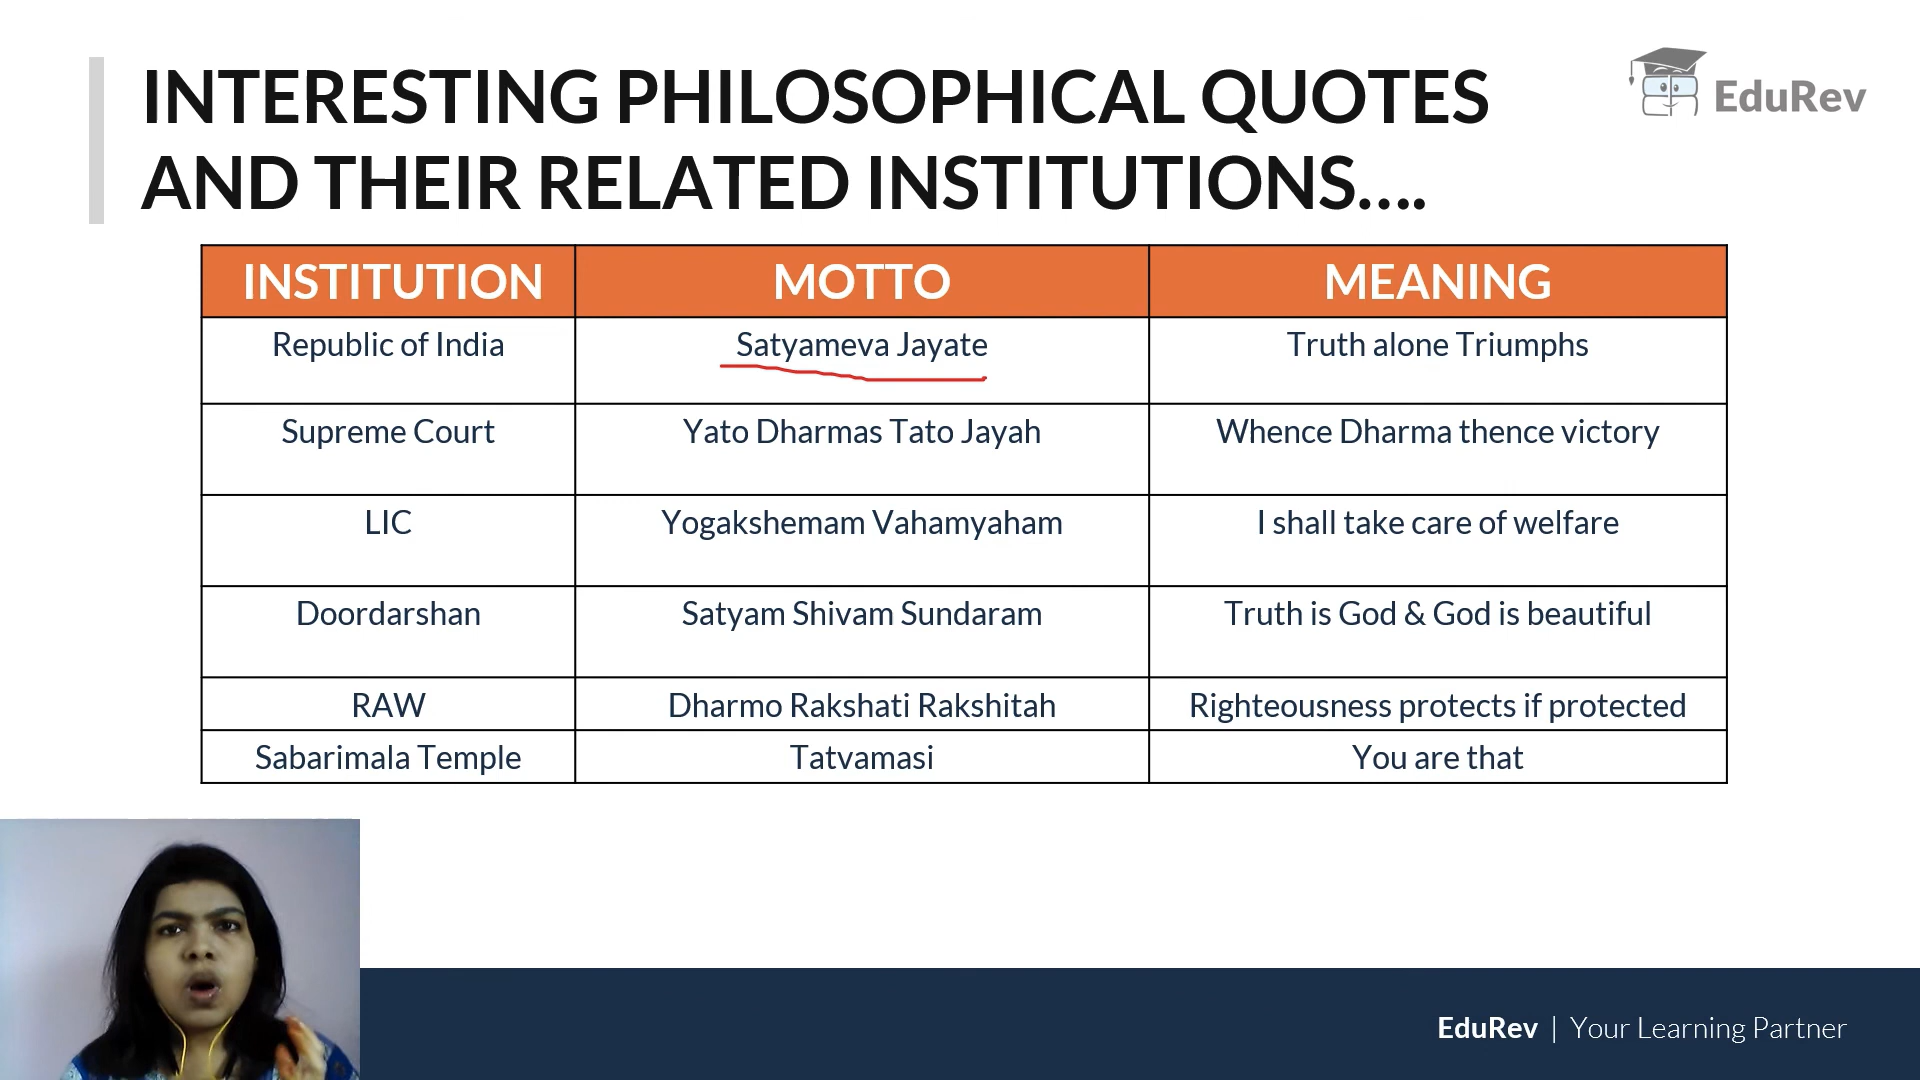 INTERESTING PHILOSOPHICAL QUOTES
AND THEIR RELATED INSTITUTIONS....
EduRev
INSTITUTION MOTTO MEANING
Republic of India Satyameva Jayate Truth alone Triumphs
Supreme Court Yato Dharmas Tato Jayah Whence Dharma thence victory
LIC Yogakshemam Vahamyaham I shall take care of welfare
Doordarshan Satyam Shivam Sundaram Truth is God & God is beautiful
RAW Dharmo Rakshati Rakshitah Righteousness protects if protected
Sabarimala Temple Tatvamasi You are that
EduRev | Your Learning Partner